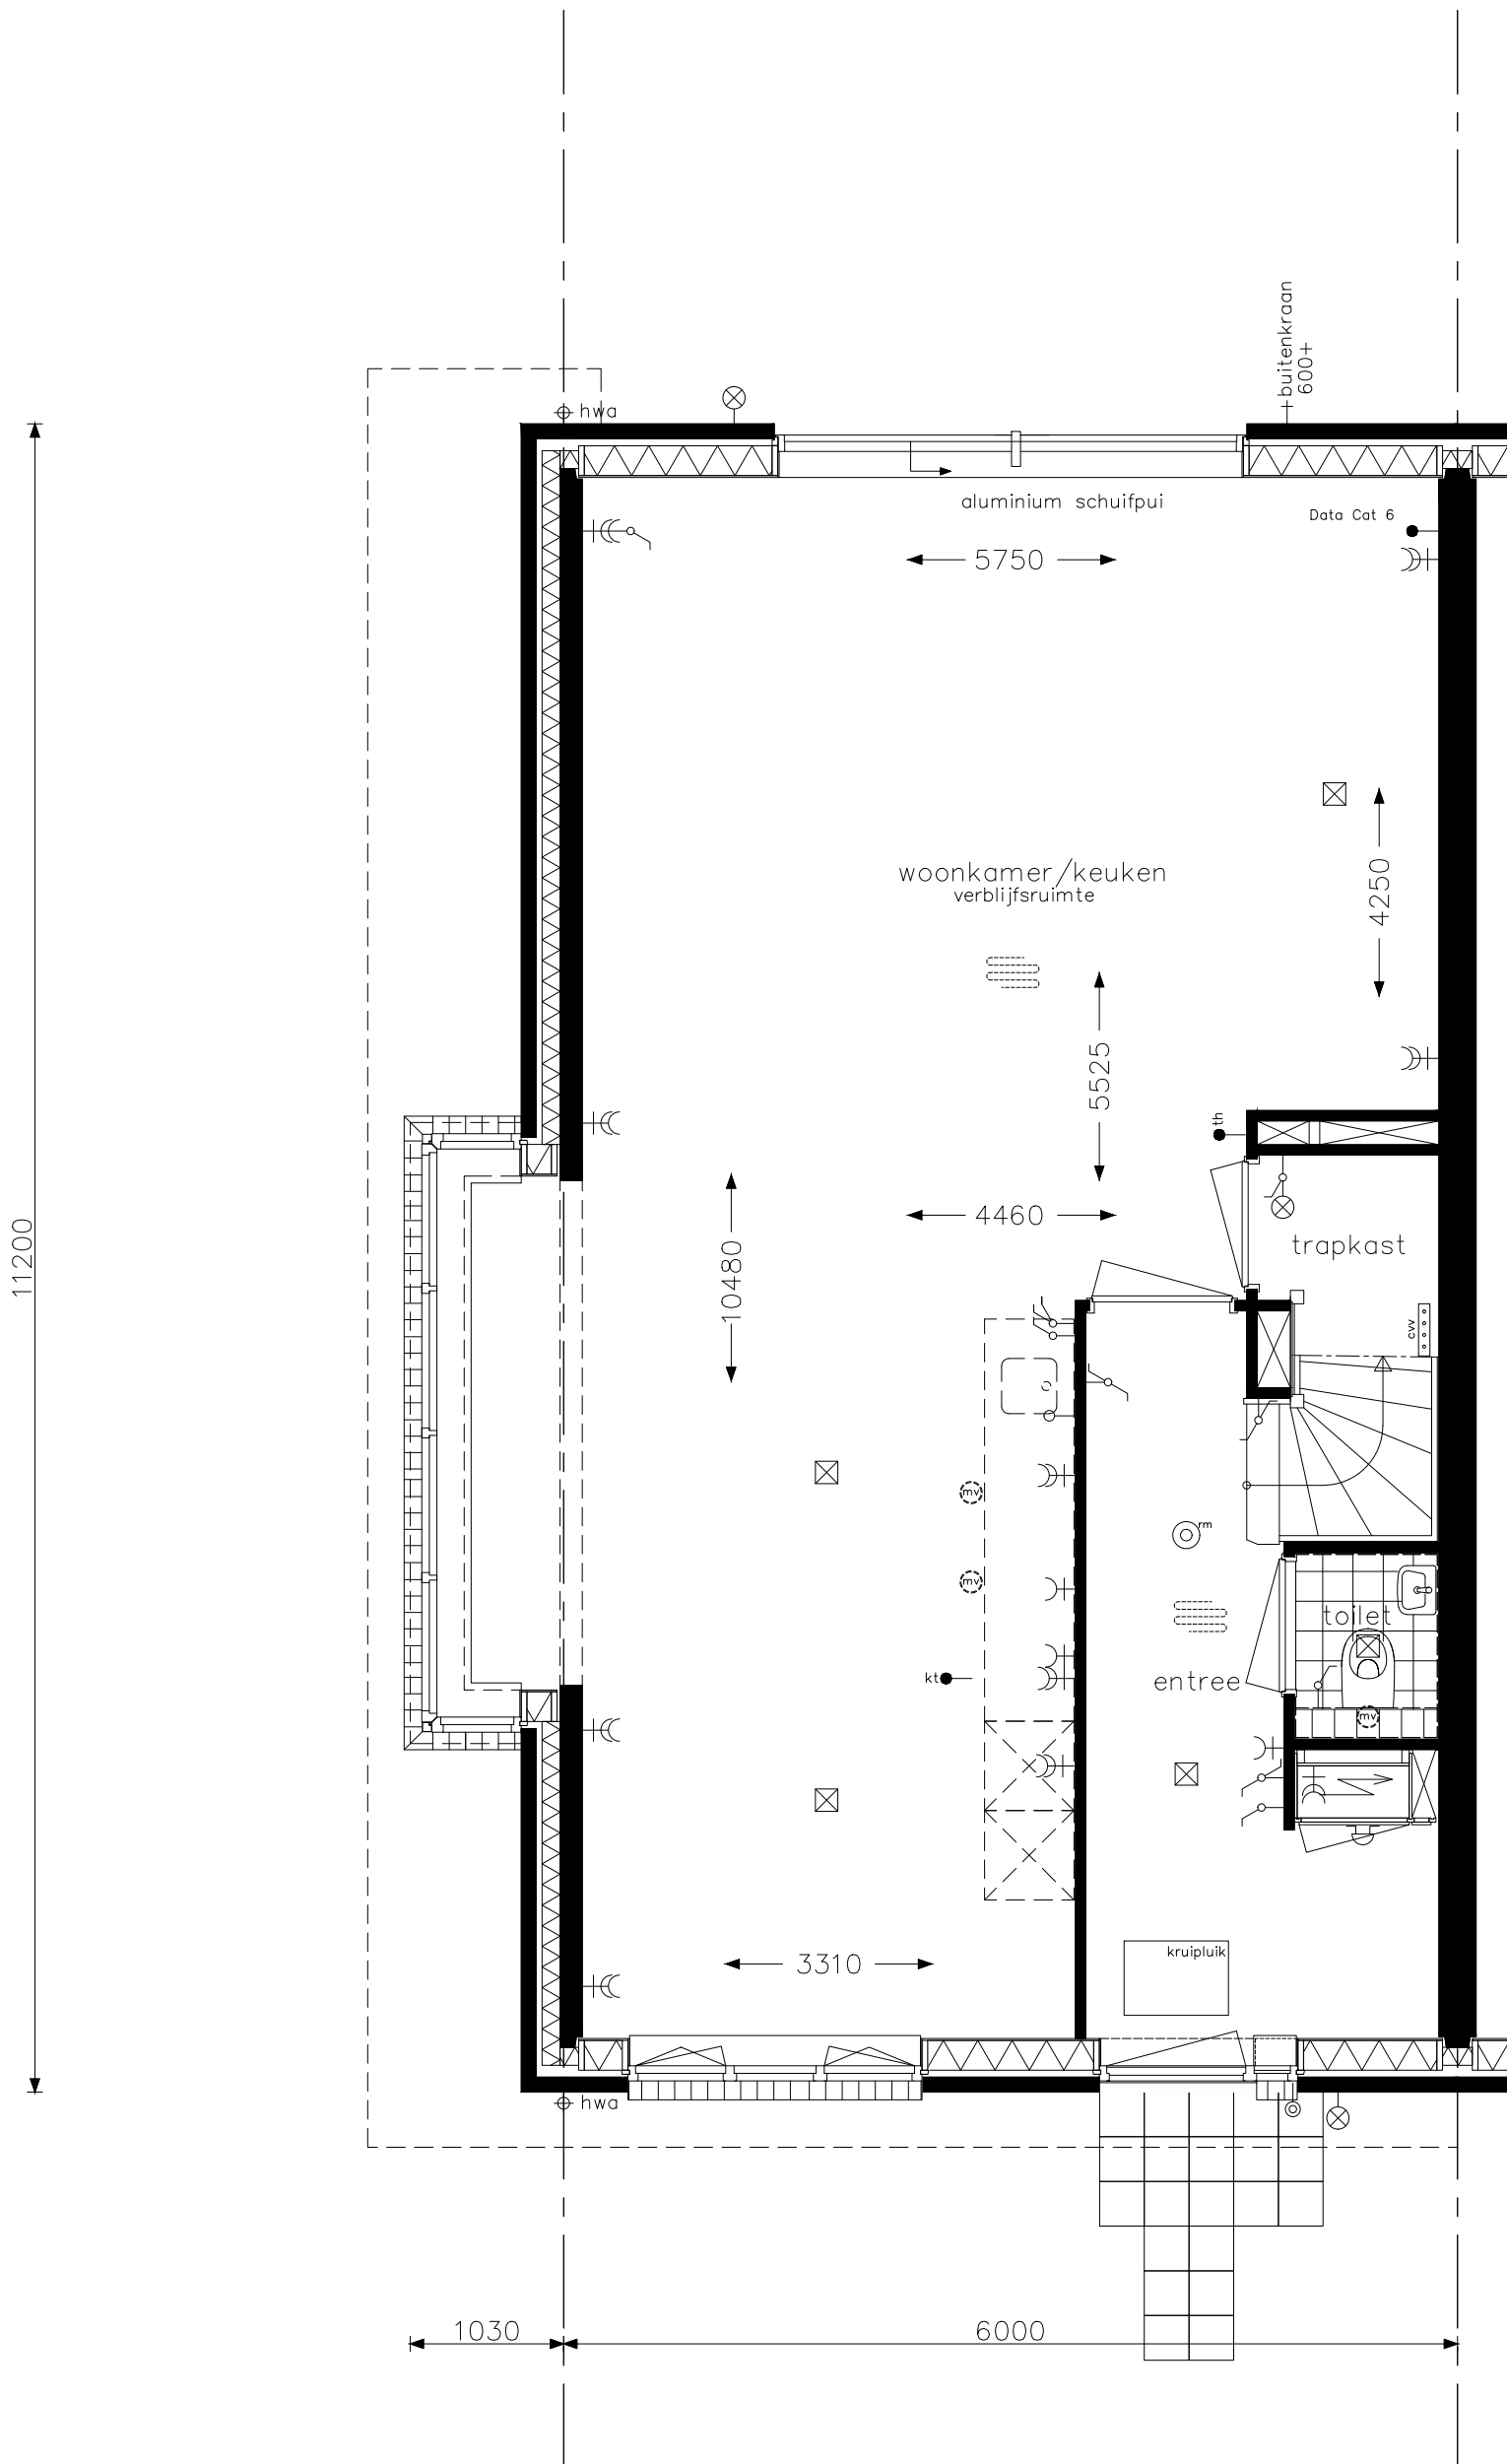 buitenkraan
600+
hwa
aluminium schuifpui
Data Cat 6
5750
woonkamer/keuken
verblijfsruimte
4250
5525
th
4460
trapkast
11200
10480
cvv
mv
rm
mv
toilet
kt
entree
mv
3310
kruipluik
hwa
1030
6000